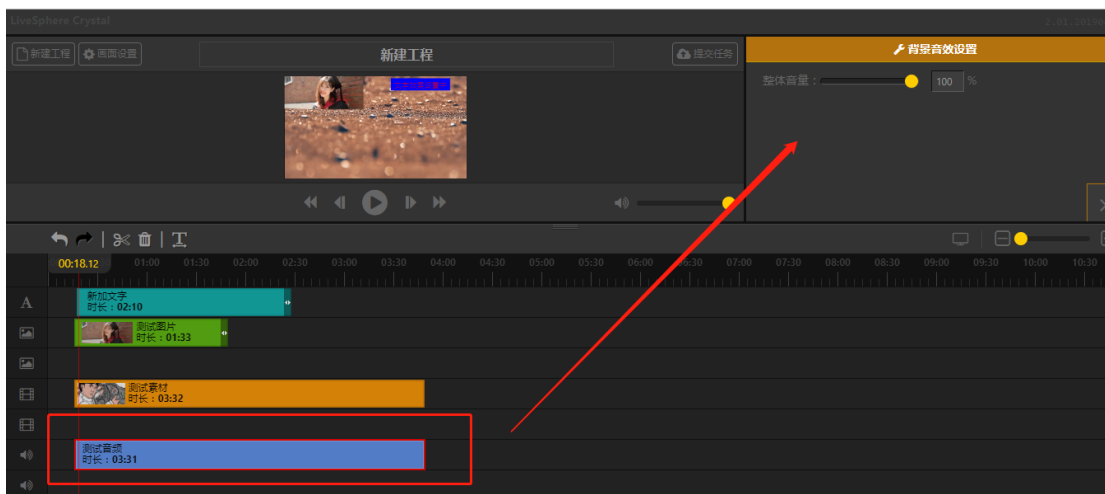 LiveSphere Crystal
新建工程 画面设置 新建工程 提交任务
背景音效设置
整体音量： 100 %
00:18.12 01:00 01:30 02:00 02:30 03:00 03:30 04:00 04:30 05:00 05:30 06:00 06:30 07:00 07:30 08:00 08:30 09:00 09:30 10:00 10:30
A
新加文字
时长：02:10
测试图片
时长：01:33
测试素材
时长：03:32
测试音频
时长：03:31